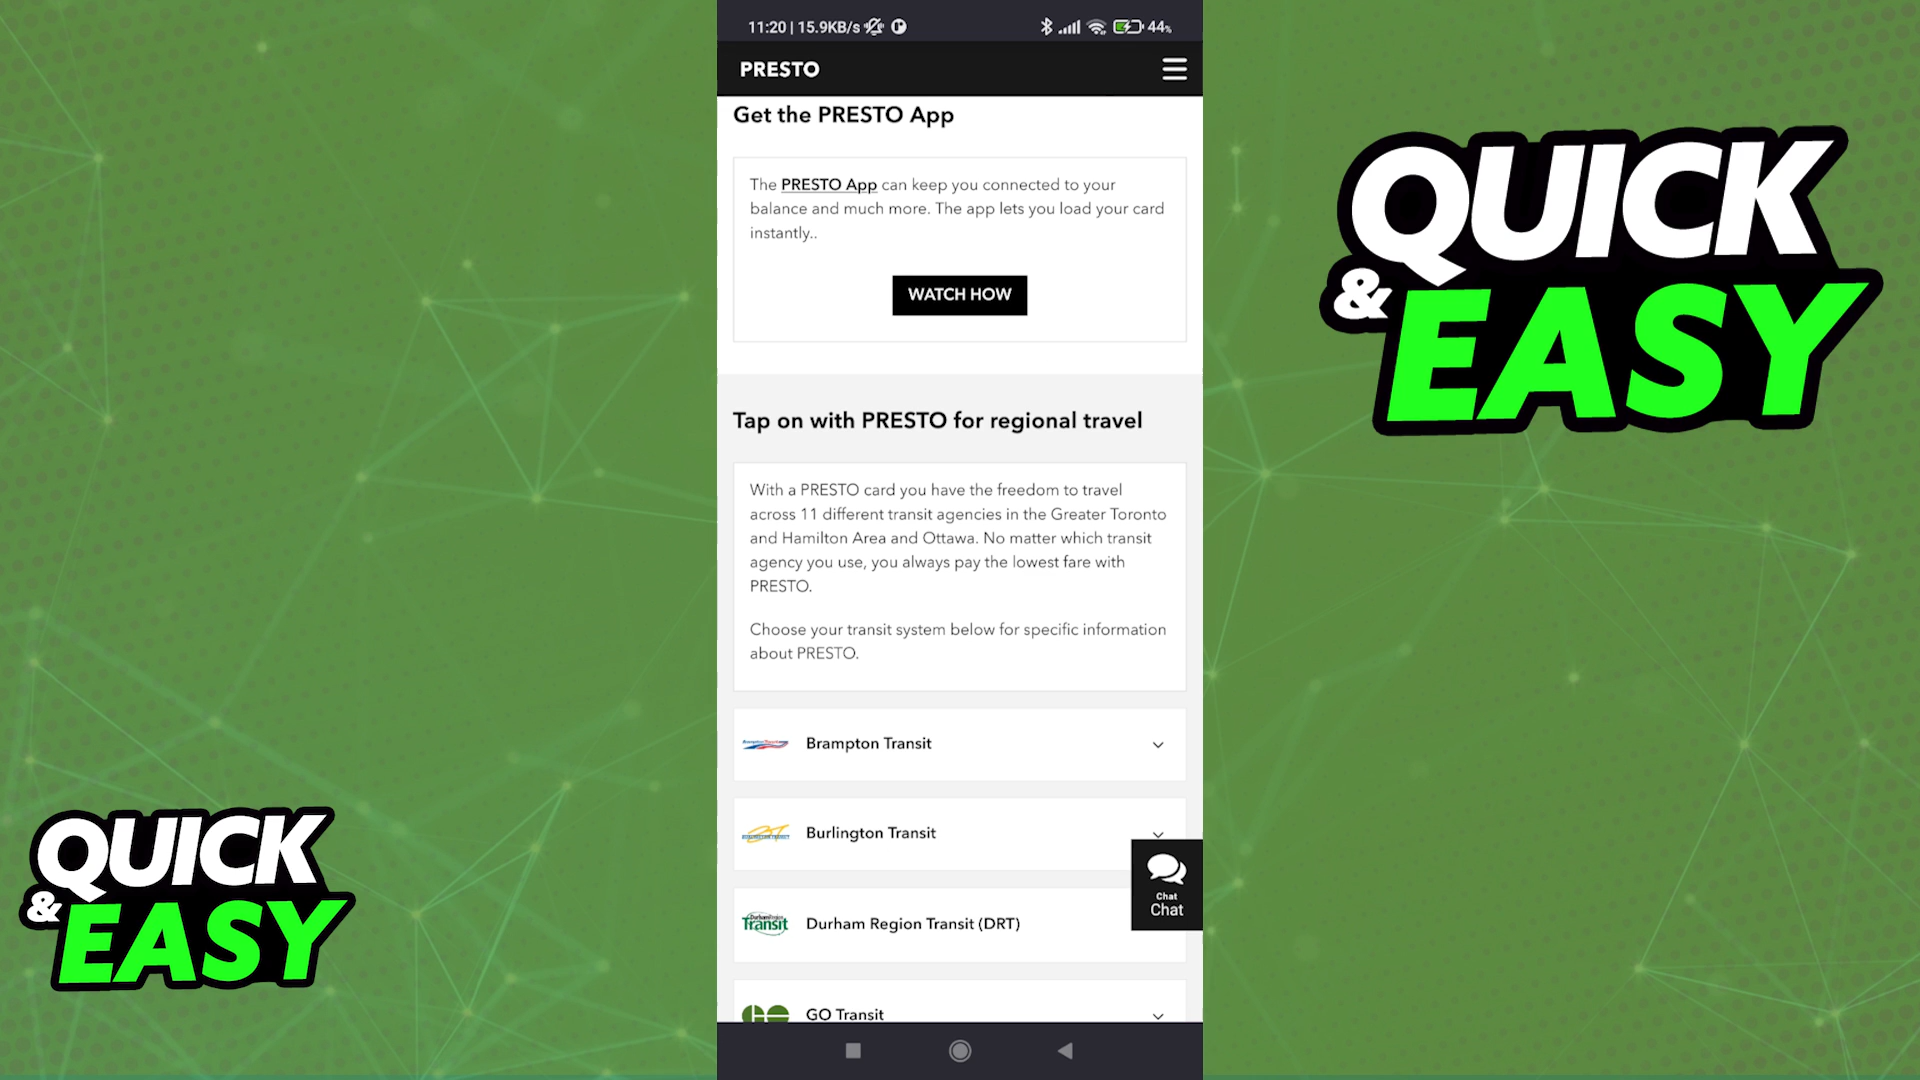 11:20 | 15.9KB/s
44%
PRESTO
Get the PRESTO App
The PRESTO App can keep you connected to your
balance and much more. The app lets you load your card
instantly..
WATCH HOW
Tap on with PRESTO for regional travel
With a PRESTO card you have the freedom to travel
across 11 different transit agencies in the Greater Toronto
and Hamilton Area and Ottawa. No matter which transit
agency you use, you always pay the lowest fare with
PRESTO.
Choose your transit system below for specific information
about PRESTO.
Brampton Transit
Burlington Transit
Chat
Chat
DurhamRegion
Transit
Durham Region Transit (DRT)
GO Transit
QUICK
& EASY
QUICK
& EASY